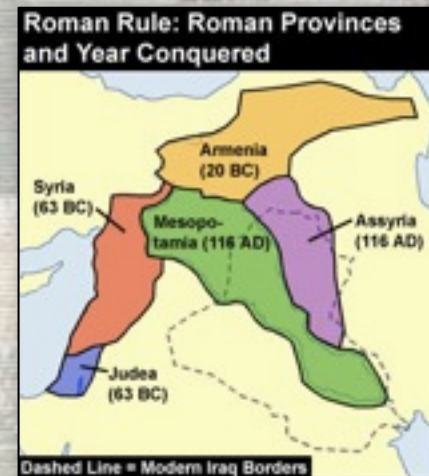 Roman Rule: Roman Provinces
and Year Conquered
Armenia
(20 BC)
Syria
(63 BC)
Mesopo-
tamia (116 AD)
Assyria
(116 AD)
Judea
(63 BC)
Dashed Line = Modern Iraq Borders